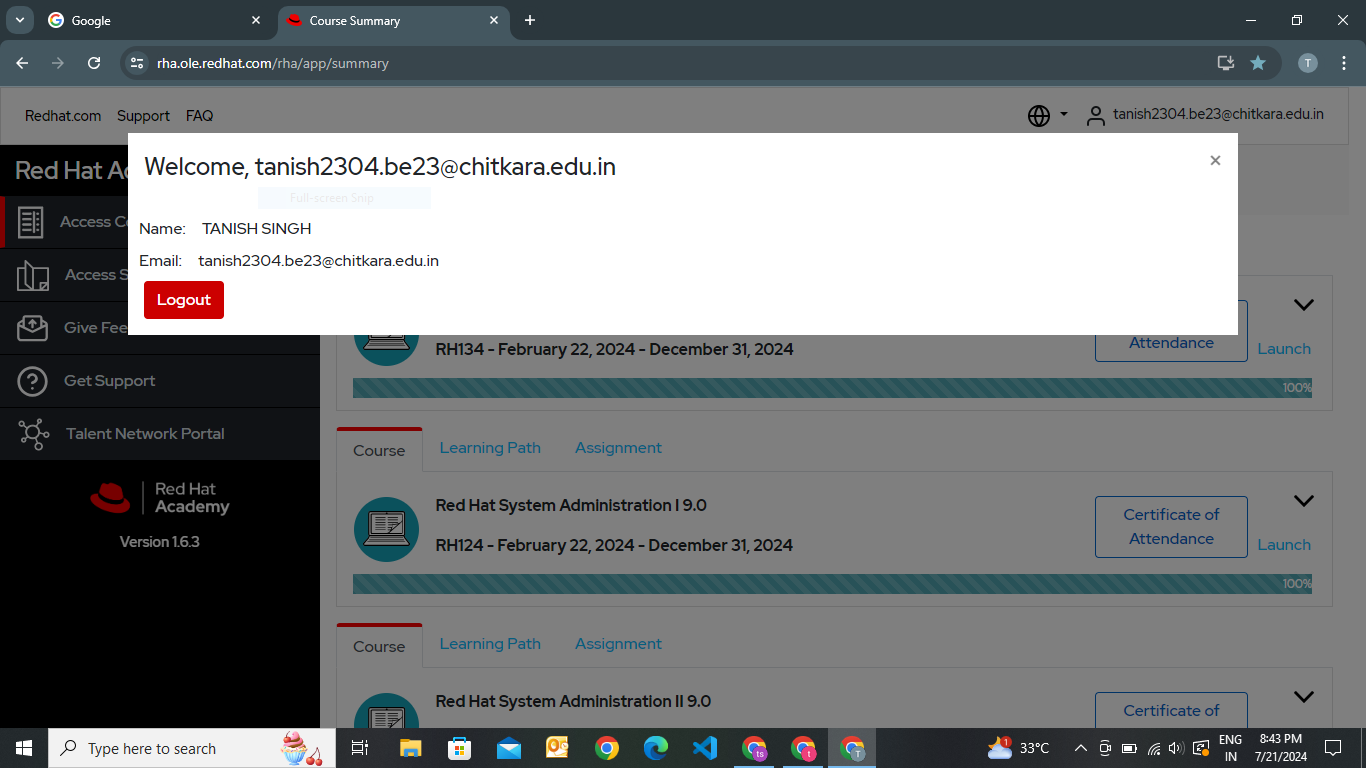 Google
Course Summary
rha.ole.redhat.com/rha/app/summary
T
Redhat.com Support FAQ
tanish2304.be23@chitkara.edu.in
Red Hat Ac
Welcome, tanish2304.be23@chitkara.edu.in
×
Full-screen Snip
Name: TANISH SINGH
Email: tanish2304.be23@chitkara.edu.in
Logout
Access Co
Access S
Give Fee
Get Support
Talent Network Portal
Red Hat
Academy
Version 1.6.3
RH134 - February 22, 2024 - December 31, 2024
Attendance
Launch
100%
Course Learning Path Assignment
Red Hat System Administration I 9.0
RH124 - February 22, 2024 - December 31, 2024
Certificate of
Attendance
Launch
100%
Course Learning Path Assignment
Red Hat System Administration II 9.0
Certificate of
Type here to search
ts
t
T
33°C
ENG
IN
8:43 PM
7/21/2024